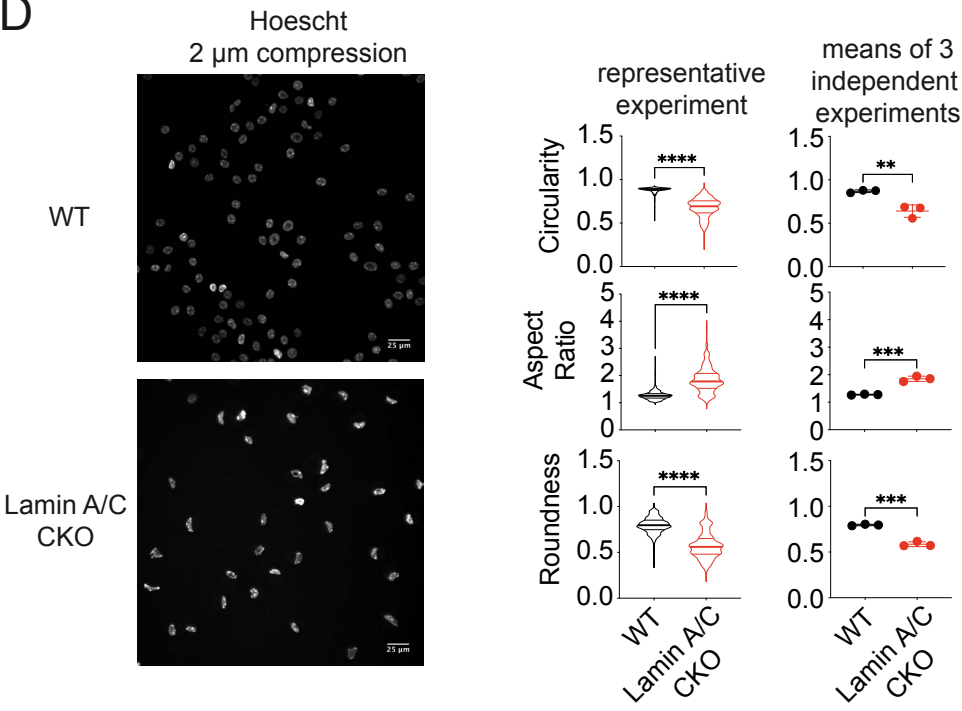 D
Hoescht
2 µm compression
WT
25 µm
Lamin A/C
CKO
25 µm
representative
experiment
means of 3
independent
experiments
Circularity
1.5
1.0
0.5
0.0
****
1.5
1.0
0.5
0.0
**
Aspect
Ratio
5
4
3
2
1
0
****
5
4
3
2
1
0
***
Roundness
1.5
1.0
0.5
0.0
****
1.5
1.0
0.5
0.0
***
WT
Lamin A/C
CKO
WT
Lamin A/C
CKO